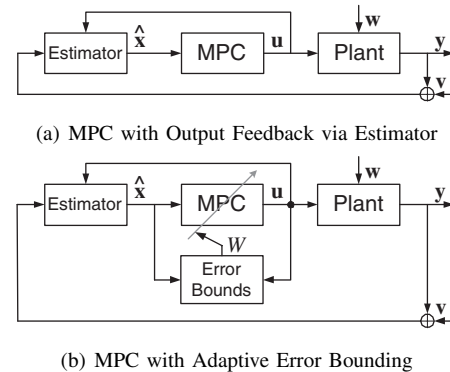 w
Estimator x̂ MPC u Plant y
v
(a) MPC with Output Feedback via Estimator
w
Estimator x̂ MPC u Plant y
W
Error
Bounds
v
(b) MPC with Adaptive Error Bounding